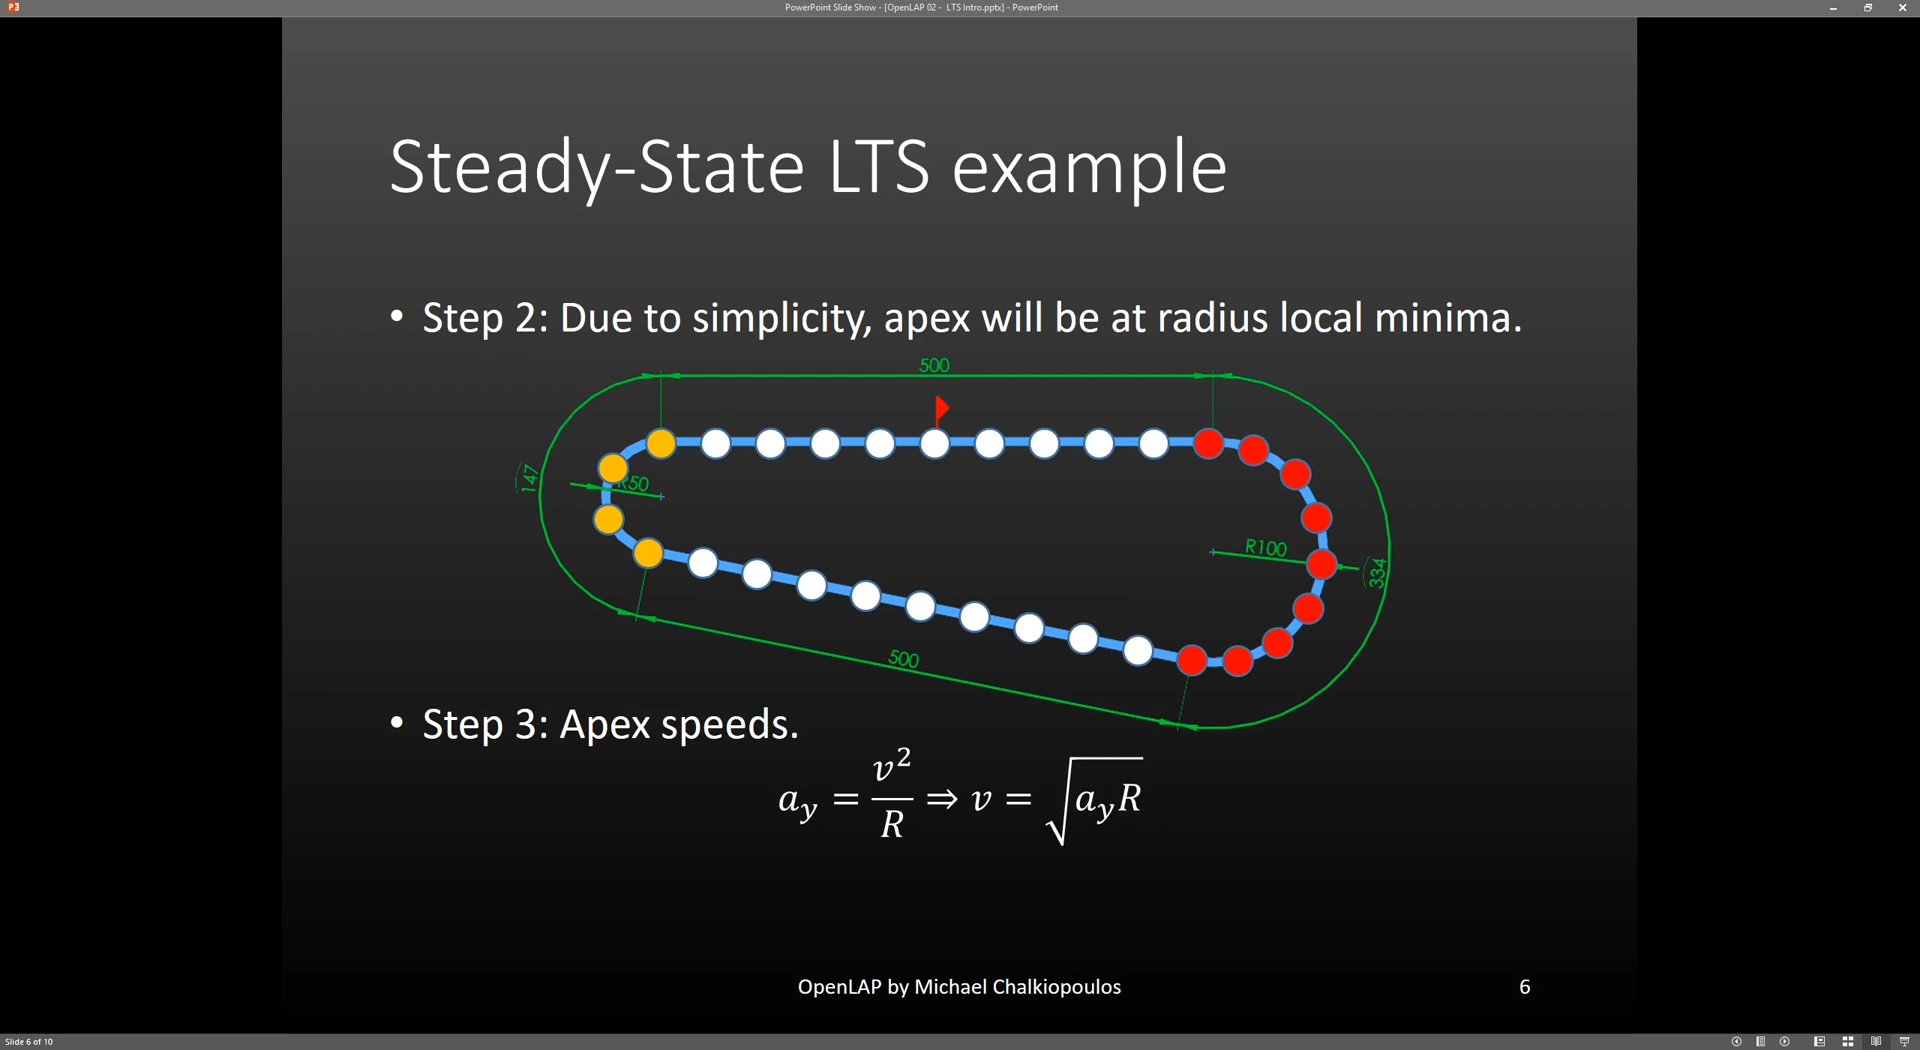 PowerPoint Slide Show - [OpenLAP 02 - LTS Intro.pptx] - PowerPoint
Steady-State LTS example
• Step 2: Due to simplicity, apex will be at radius local minima.
500
147
R50
R100
334
500
• Step 3: Apex speeds.
a_y = v²/R ⇒ v = √(a_y R)
OpenLAP by Michael Chalkiopoulos
6
Slide 6 of 10